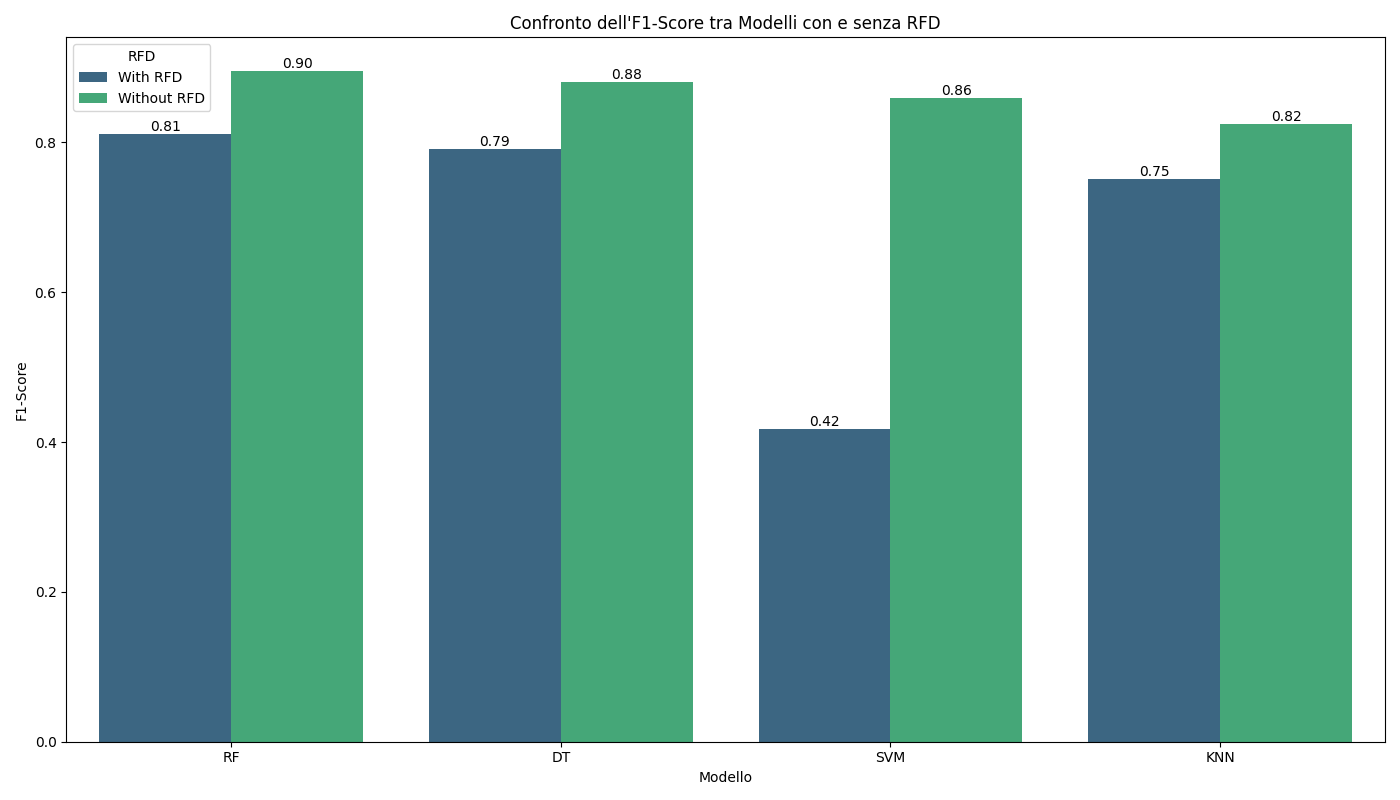 Confronto dell'F1-Score tra Modelli con e senza RFD
RFD
With RFD
Without RFD
0.81
0.90
0.79
0.88
0.42
0.86
0.75
0.82
0.8
0.6
0.4
0.2
0.0
F1-Score
RF
DT
SVM
KNN
Modello